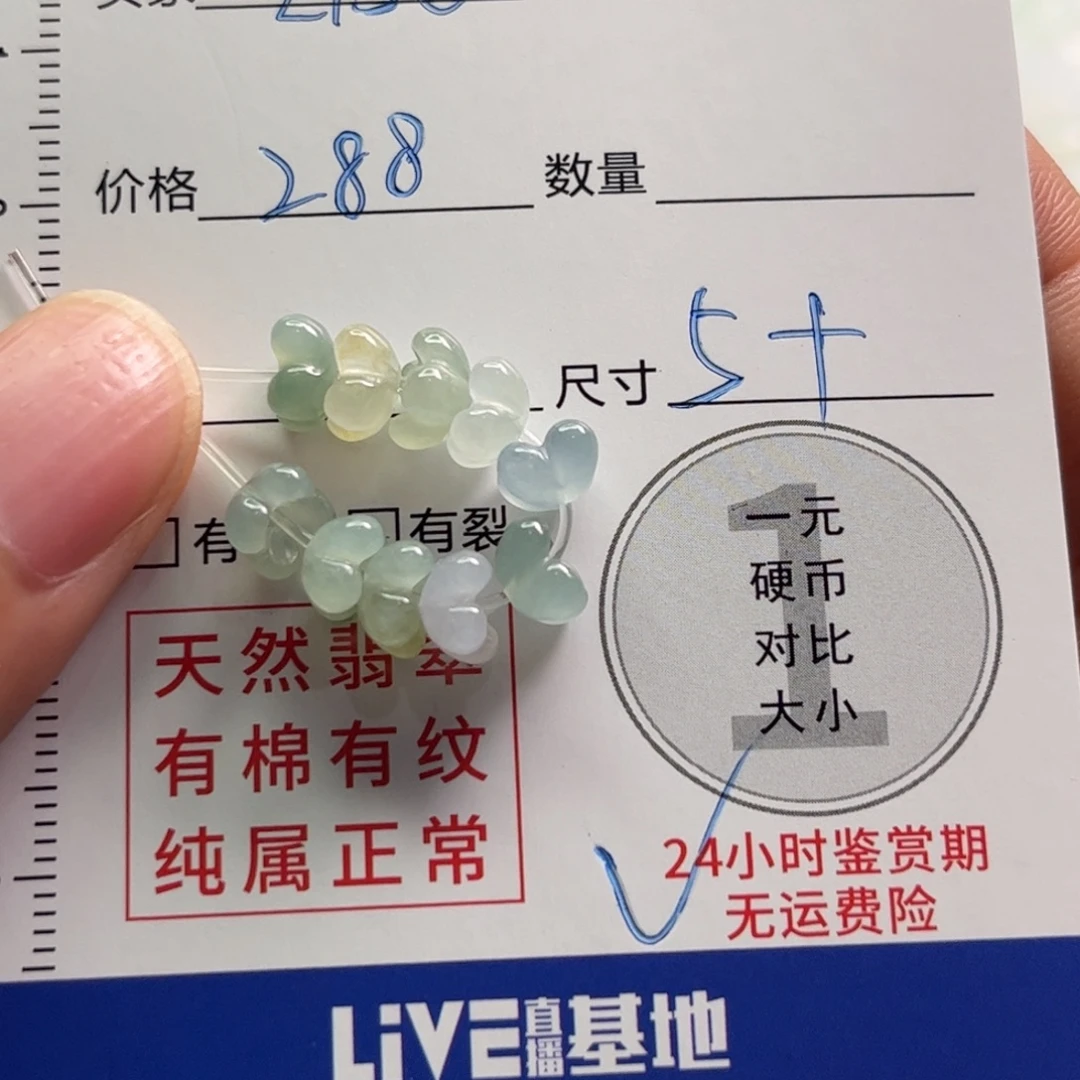 价格 288 数量
尺寸 5+
有
有裂
一元
硬币
对比
大小
天然翡翠
有棉有纹
纯属正常
24小时鉴赏期
无运费险
LiVE直播基地